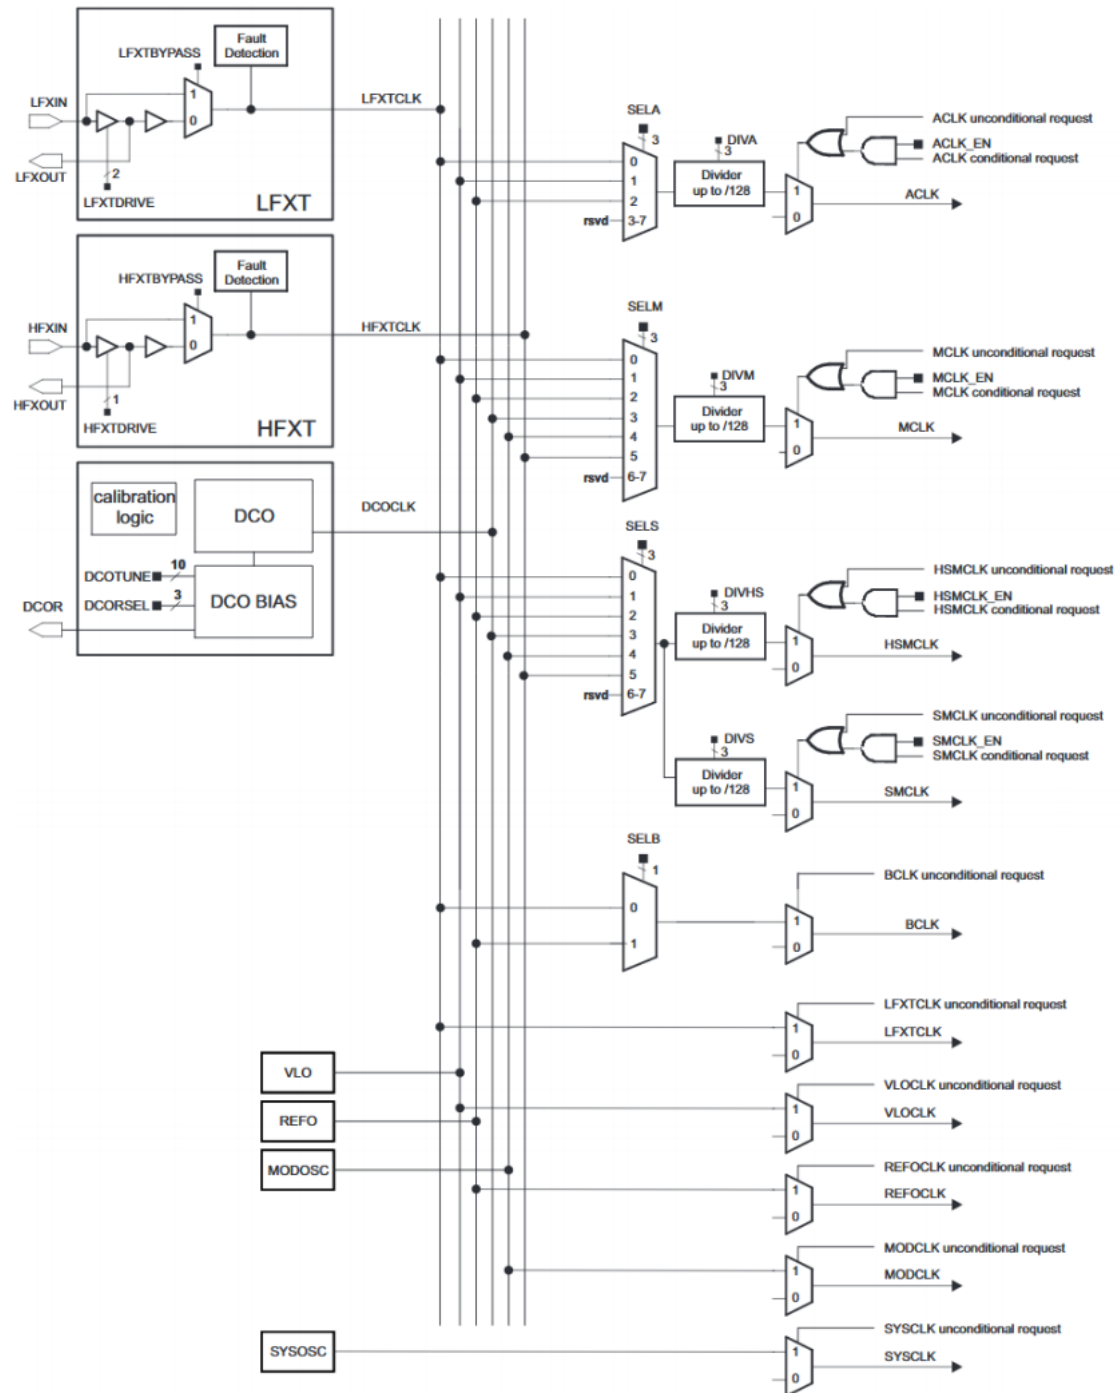 Fault
Detection
LFXTBYPASS
LFXIN
1
0
LFXTCLK
LFXOUT
2
LFXTDRIVE
LFXT
SELA
3
0
1
2
rsvd 3-7
DIVA
3
Divider
up to /128
1
0
ACLK unconditional request
ACLK_EN
ACLK conditional request
ACLK
Fault
Detection
HFXTBYPASS
HFXIN
1
0
HFXTCLK
HFXOUT
1
HFXTDRIVE
HFXT
SELM
3
0
1
2
3
4
5
rsvd 6-7
DIVM
3
Divider
up to /128
1
0
MCLK unconditional request
MCLK_EN
MCLK conditional request
MCLK
calibration
logic
DCO
DCOCLK
DCOTUNE 10
DCORSEL 3
DCO BIAS
DCOR
SELS
3
0
1
2
3
4
5
rsvd 6-7
DIVHS
3
Divider
up to /128
1
0
HSMCLK unconditional request
HSMCLK_EN
HSMCLK conditional request
HSMCLK
DIVS
3
Divider
up to /128
1
0
SMCLK unconditional request
SMCLK_EN
SMCLK conditional request
SMCLK
SELB
1
0
1
1
0
BCLK unconditional request
BCLK
LFXTCLK unconditional request
1
0
LFXTCLK
VLO
VLOCLK unconditional request
1
0
VLOCLK
REFO
REFOCLK unconditional request
1
0
REFOCLK
MODOSC
MODCLK unconditional request
1
0
MODCLK
SYSOSC
SYSCLK unconditional request
1
0
SYSCLK